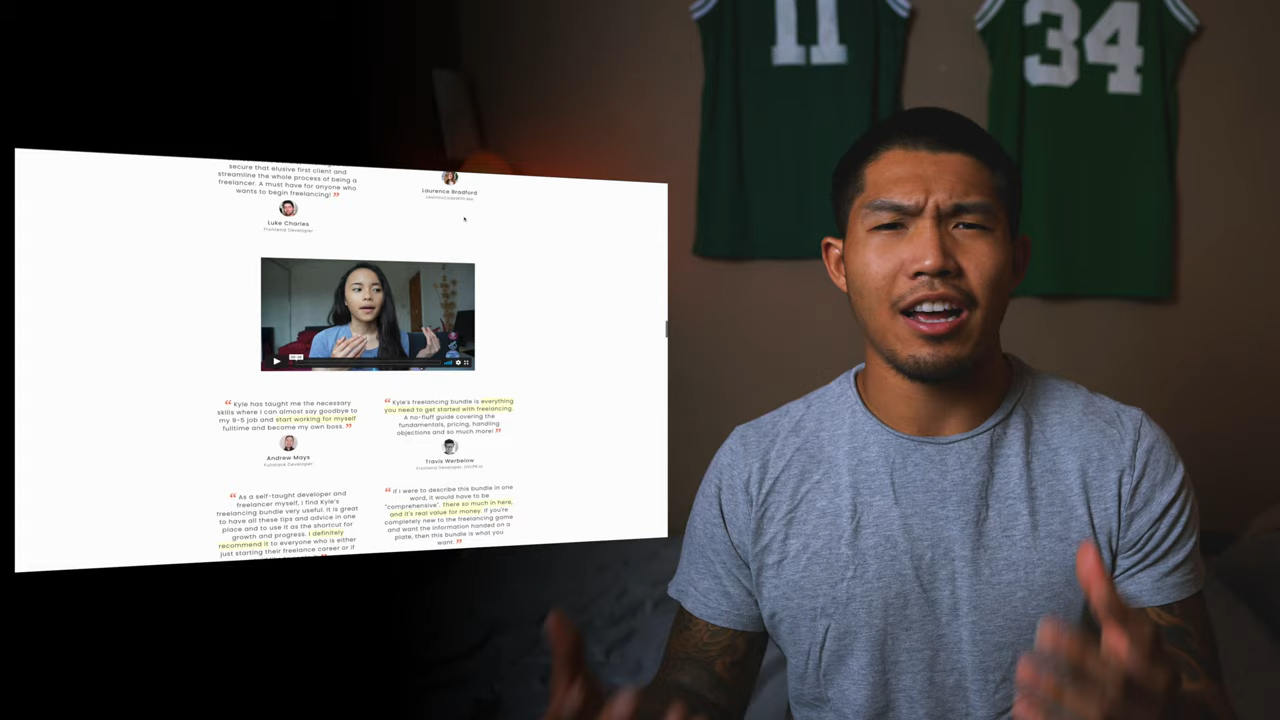 11
34
secure that elusive first client and
streamline the whole process of being a
freelancer. A must have for anyone who
wants to begin freelancing! ”
Luke Charles
Frontend Developer
Laurence Bradford
“ Kyle has taught me the necessary
skills where I can almost say goodbye to
my 9-5 job and start working for myself
fulltime and become my own boss. ”
Andrew Mays
Fullstack Developer
“ Kyle's freelancing bundle is everything
you need to get started with freelancing.
A no-fluff guide covering the
fundamentals, pricing, handling
objections and so much more! ”
Travis Werbelow
Frontend Developer,
“ As a self-taught developer and
freelancer myself, I find Kyle's
freelancing bundle very useful. It is great
to have all these tips and advice in one
place and to use it as the shortcut for
growth and progress. I definitely
recommend it to everyone who is either
just starting their freelance career or if
“ If I were to describe this bundle in one
word, it would have to be
"comprehensive". There so much in here,
and it's real value for money. If you're
completely new to the freelancing game
and want the information handed on a
plate, then this bundle is what you
want. ”